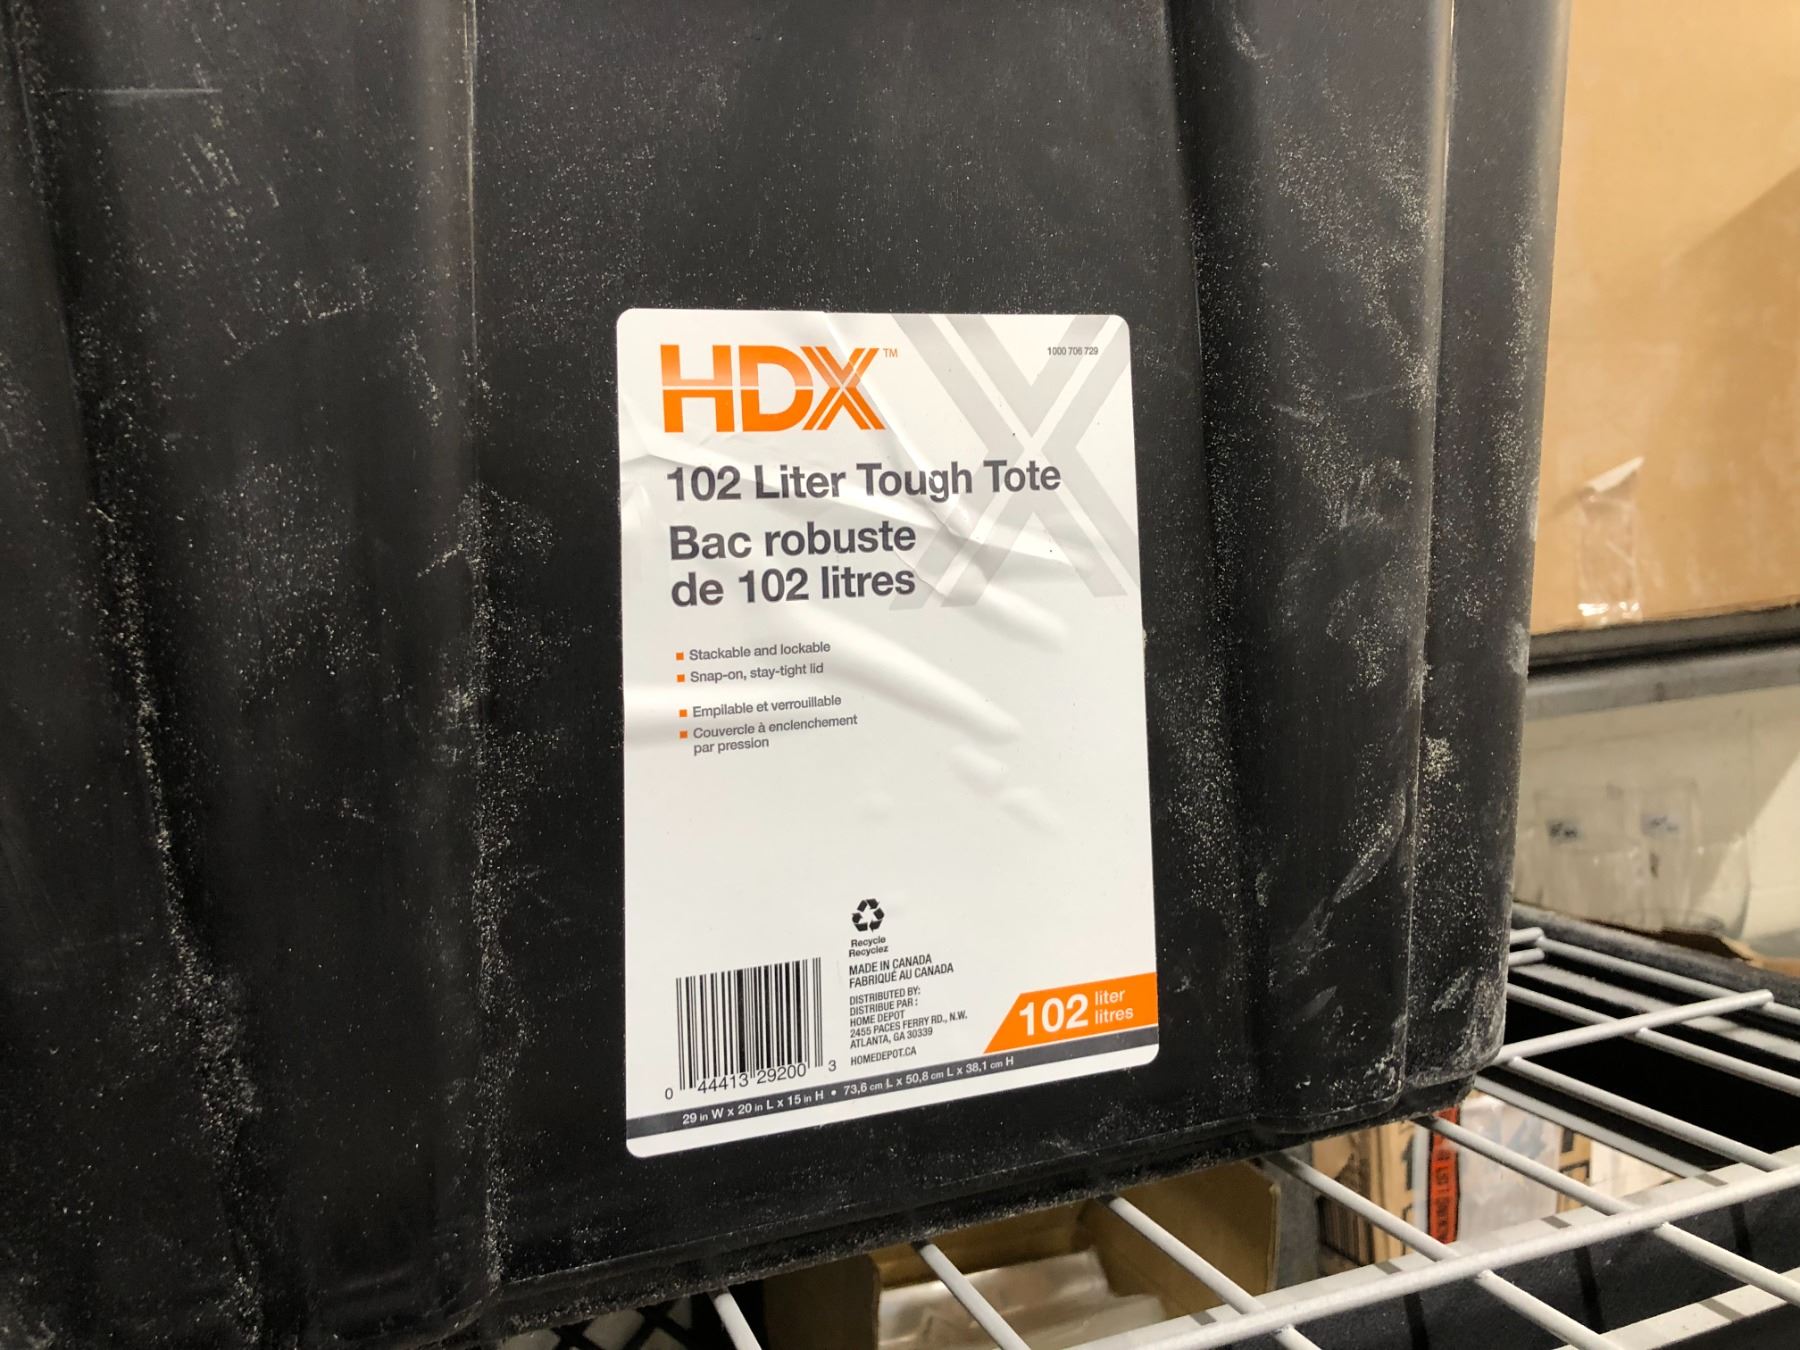 HDX™
1000 706 729
102 Liter Tough Tote
Bac robuste
de 102 litres
Stackable and lockable
Snap-on, stay-tight lid
Empilable et verrouillable
Couvercle à enclenchement
par pression
Recycle
Recyclez
MADE IN CANADA
FABRIQUÉ AU CANADA
DISTRIBUTED BY:
DISTRIBUE PAR :
HOME DEPOT
2455 PACES FERRY RD., N.W.
ATLANTA, GA 30339
HOMEDEPOT.CA
0 44413 29200 3
102 liter
litres
29 in W x 20 in L x 15 in H • 73,6 cm L x 50,8 cm L x 38,1 cm H